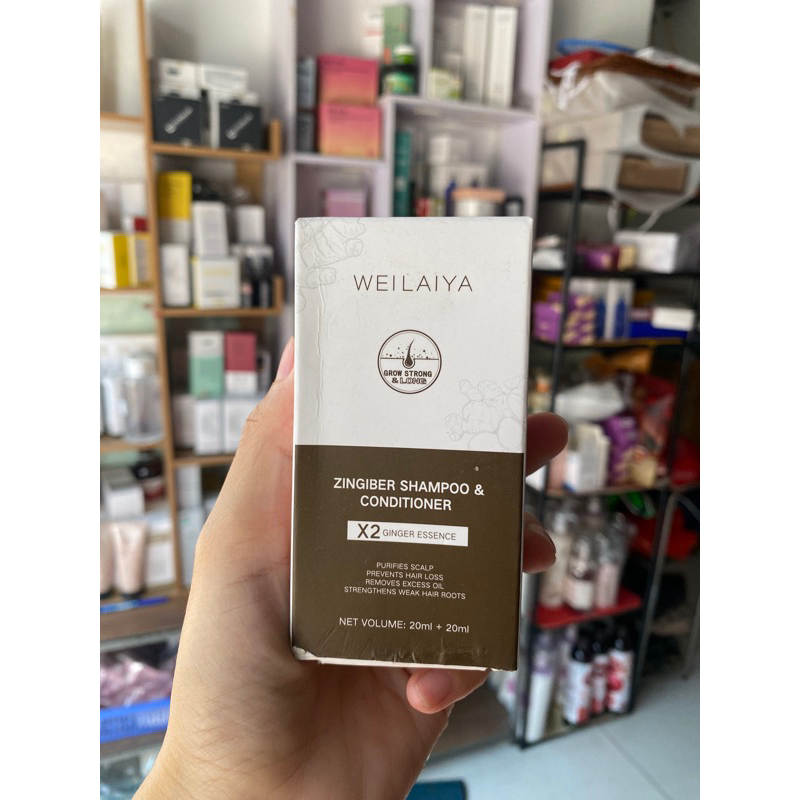 WEILAIYA
GROW STRONG
& LONG
ZINGIBER SHAMPOO &
CONDITIONER
X2 GINGER ESSENCE
PURIFIES SCALP
PREVENTS HAIR LOSS
REMOVES EXCESS OIL
STRENGTHENS WEAK HAIR ROOTS
NET VOLUME: 20ml + 20ml